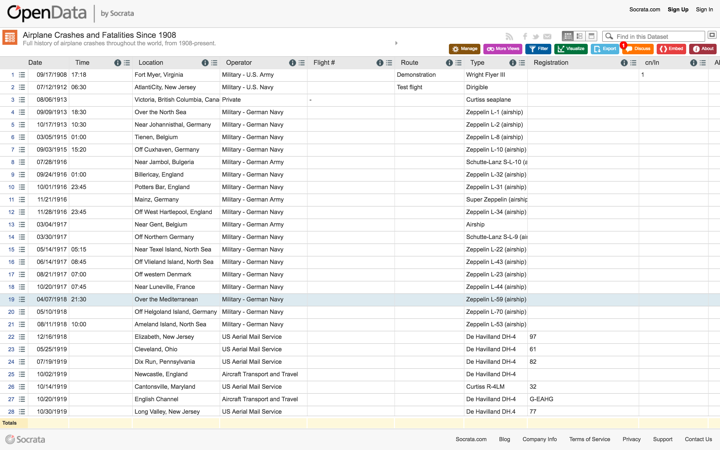 OpenData | by Socrata
Socrata.com Sign Up Sign In
Airplane Crashes and Fatalities Since 1908
Full history of airplane crashes throughout the world, from 1908-present.
Find in this Dataset
Manage More Views Filter Visualize Export 1 Discuss Embed About
Date Time Location Operator Flight # Route Type Registration cn/In
1 09/17/1908 17:18 Fort Myer, Virginia Military - U.S. Army Demonstration Wright Flyer III 1
2 07/12/1912 06:30 AtlantiCity, New Jersey Military - U.S. Navy Test flight Dirigible
3 08/06/1913 Victoria, British Columbia, Cana Private - Curtiss seaplane
4 09/09/1913 18:30 Over the North Sea Military - German Navy Zeppelin L-1 (airship)
5 10/17/1913 10:30 Near Johannisthal, Germany Military - German Navy Zeppelin L-2 (airship)
6 03/05/1915 01:00 Tienen, Belgium Military - German Navy Zeppelin L-8 (airship)
7 09/03/1915 15:20 Off Cuxhaven, Germany Military - German Navy Zeppelin L-10 (airship)
8 07/28/1916 Near Jambol, Bulgeria Military - German Army Schutte-Lanz S-L-10 (a
9 09/24/1916 01:00 Billericay, England Military - German Navy Zeppelin L-32 (airship)
10 10/01/1916 23:45 Potters Bar, England Military - German Navy Zeppelin L-31 (airship)
11 11/21/1916 Mainz, Germany Military - German Army Super Zeppelin (airship
12 11/28/1916 23:45 Off West Hartlepool, England Military - German Navy Zeppelin L-34 (airship)
13 03/04/1917 Near Gent, Belgium Military - German Army Airship
14 03/30/1917 Off Northern Germany Military - German Navy Schutte-Lanz S-L-9 (air
15 05/14/1917 05:15 Near Texel Island, North Sea Military - German Navy Zeppelin L-22 (airship)
16 06/14/1917 08:45 Off Vlieland Island, North Sea Military - German Navy Zeppelin L-43 (airship)
17 08/21/1917 07:00 Off western Denmark Military - German Navy Zeppelin L-23 (airship)
18 10/20/1917 07:45 Near Luneville, France Military - German Navy Zeppelin L-44 (airship)
19 04/07/1918 21:30 Over the Mediterranean Military - German Navy Zeppelin L-59 (airship)
20 05/10/1918 Off Helgoland Island, Germany Military - German Navy Zeppelin L-70 (airship)
21 08/11/1918 10:00 Ameland Island, North Sea Military - German Navy Zeppelin L-53 (airship)
22 12/16/1918 Elizabeth, New Jersey US Aerial Mail Service De Havilland DH-4 97
23 05/25/1919 Cleveland, Ohio US Aerial Mail Service De Havilland DH-4 61
24 07/19/1919 Dix Run, Pennsylvania US Aerial Mail Service De Havilland DH-4 82
25 10/02/1919 Newcastle, England Aircraft Transport and Travel De Havilland DH-4
26 10/14/1919 Cantonsville, Maryland US Aerial Mail Service Curtiss R-4LM 32
27 10/20/1919 English Channel Aircraft Transport and Travel De Havilland DH-4 G-EAHG
28 10/30/1919 Long Valley, New Jersey US Aerial Mail Service De Havilland DH-4 77
Totals
Socrata
Socrata.com Blog Company Info Terms of Service Privacy Support Contact Us